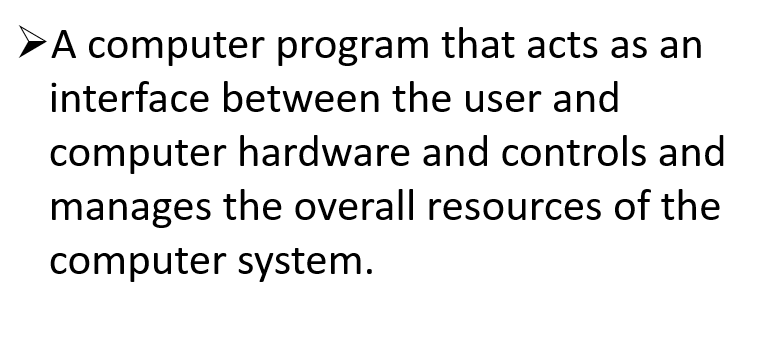 ➢A computer program that acts as an
interface between the user and
computer hardware and controls and
manages the overall resources of the
computer system.